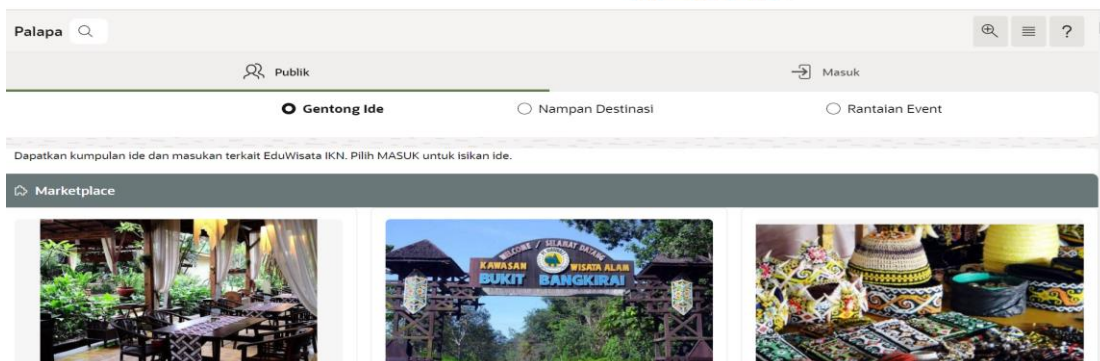 Palapa
?
Publik
Masuk
Gentong Ide
Nampan Destinasi
Rantaian Event
Dapatkan kumpulan ide dan masukan terkait EduWisata IKN. Pilih MASUK untuk isikan ide.
Marketplace
WELCOME / SELAMAT DATANG
KAWASAN WISATA ALAM
BUKIT BANGKIRAI